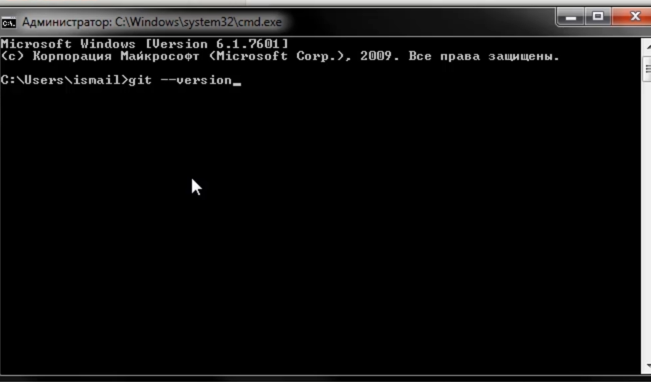 Администратор: C:\Windows\system32\cmd.exe
Microsoft Windows [Version 6.1.7601]
(c) Корпорация Майкрософт (Microsoft Corp.), 2009. Все права защищены.
C:\Users\ismail>git --version_